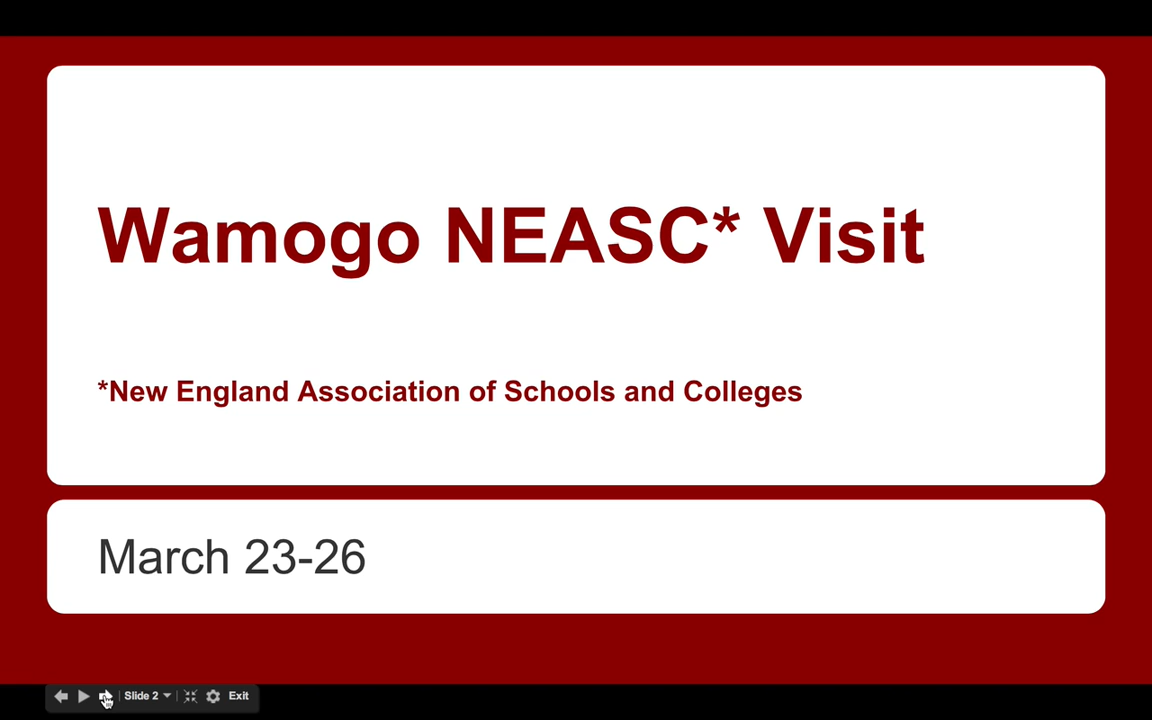 Wamogo NEASC* Visit
*New England Association of Schools and Colleges
March 23-26
Slide 2 Exit